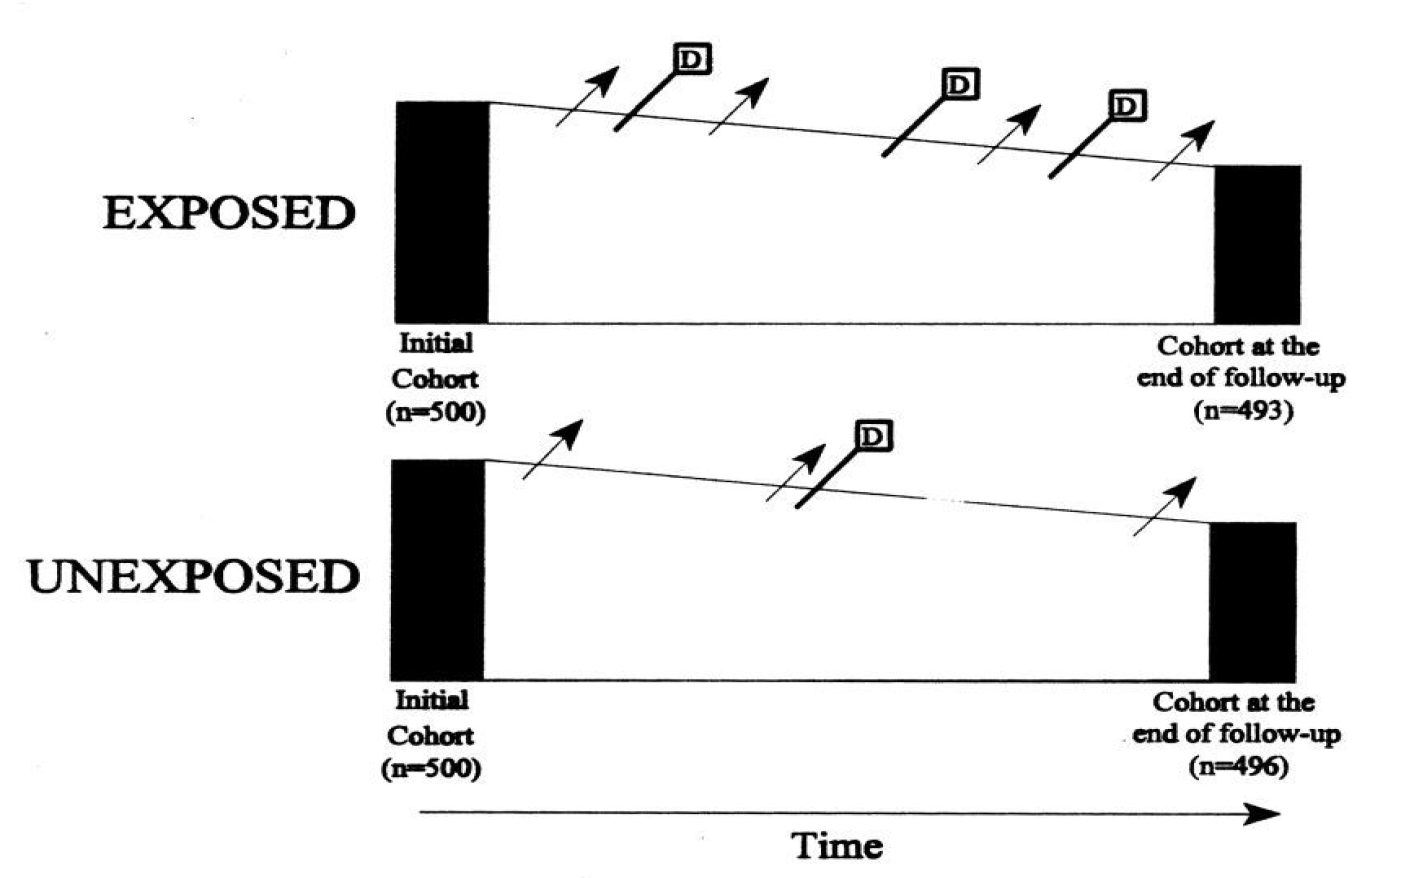 D
D
D
EXPOSED
Initial
Cohort
(n=500)
Cohort at the
end of follow-up
(n=493)
D
UNEXPOSED
Initial
Cohort
(n=500)
Cohort at the
end of follow-up
(n=496)
Time